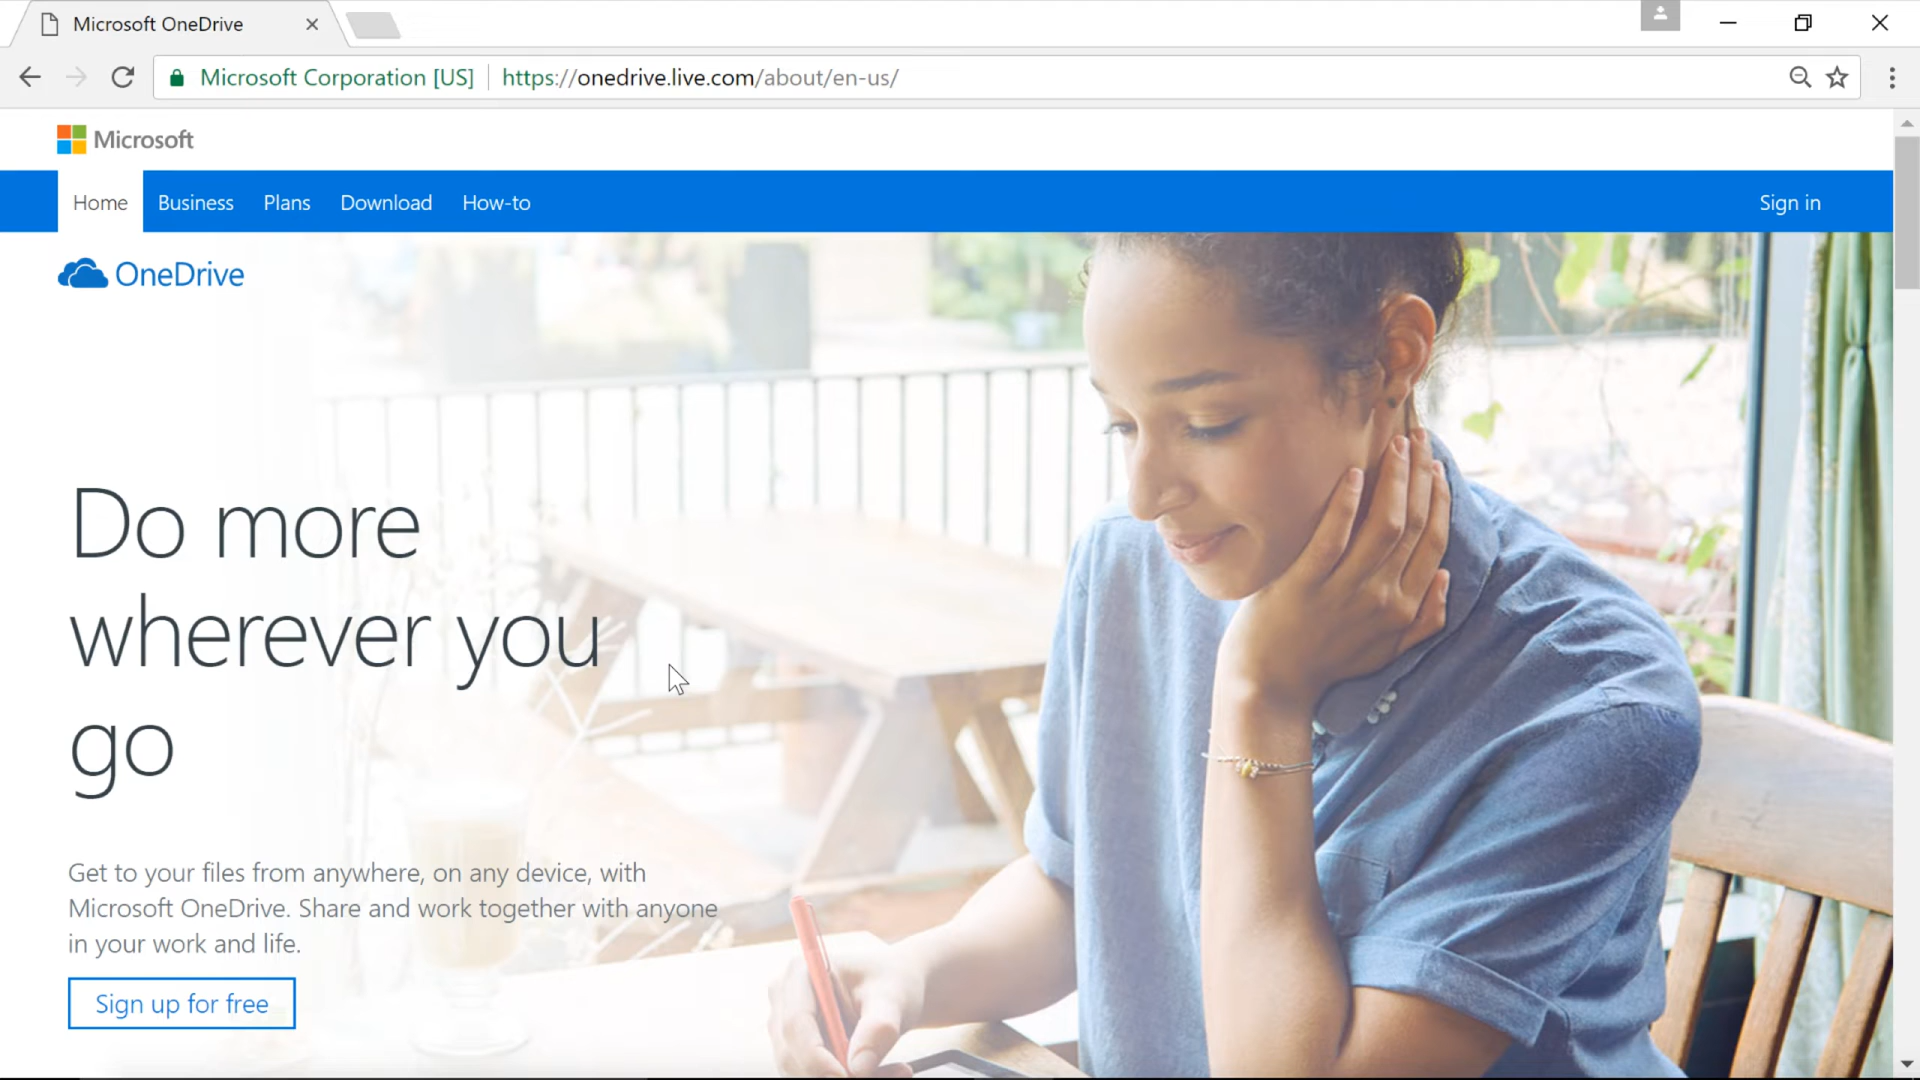 Microsoft OneDrive
Microsoft Corporation [US] https://onedrive.live.com/about/en-us/
Microsoft
Home Business Plans Download How-to Sign in
OneDrive
Do more
wherever you
go
Get to your files from anywhere, on any device, with
Microsoft OneDrive. Share and work together with anyone
in your work and life.
Sign up for free